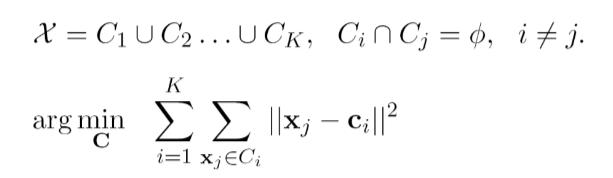 𝒳 = C₁ ∪ C₂ … ∪ C_K, C_i ∩ C_j = ϕ, i ≠ j.
arg min_𝐂 ∑_{i=1}^{K} ∑_{𝐱_j∈C_i} ||𝐱_j − 𝐜_i||²